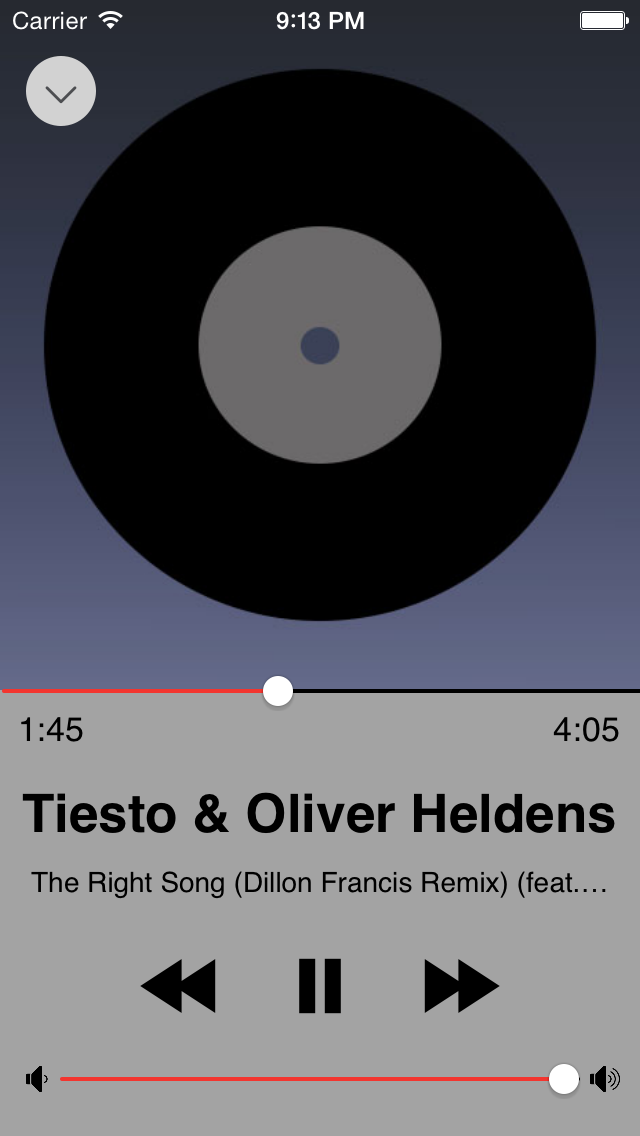 Carrier 9:13 PM
1:45 4:05
Tiesto & Oliver Heldens
The Right Song (Dillon Francis Remix) (feat.…